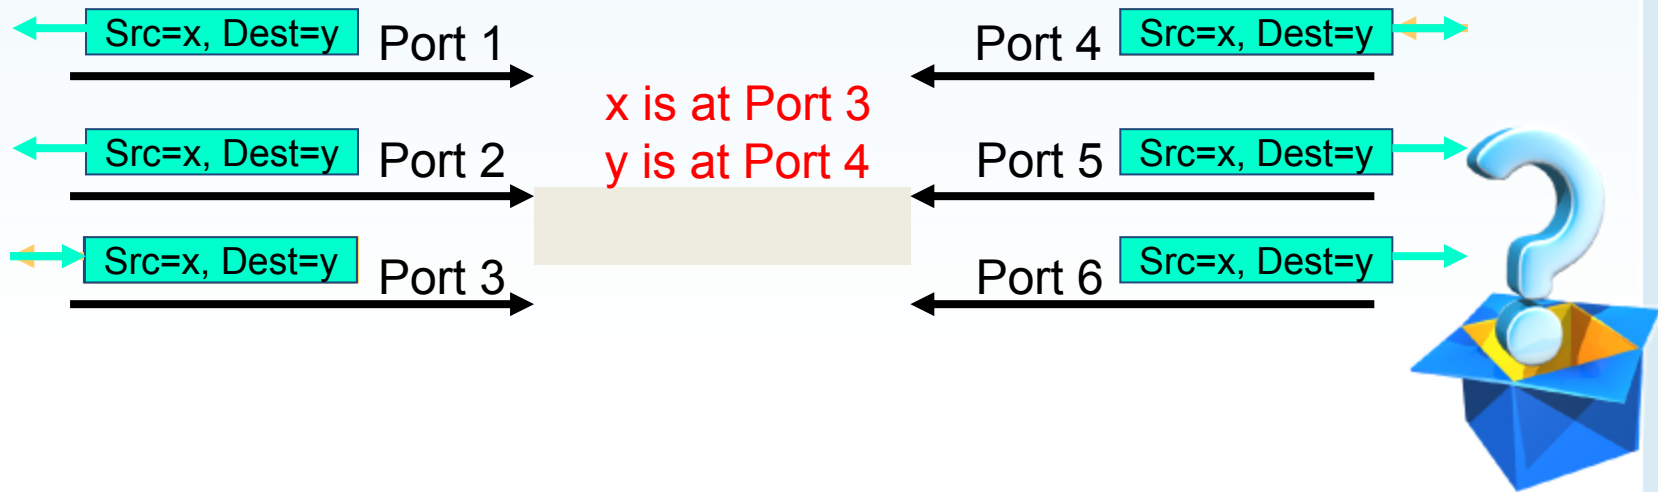 Src=x, Dest=y Port 1
Port 4 Src=x, Dest=y
x is at Port 3
y is at Port 4
Src=x, Dest=y Port 2
Port 5 Src=x, Dest=y
Src=x, Dest=y Port 3
Port 6 Src=x, Dest=y